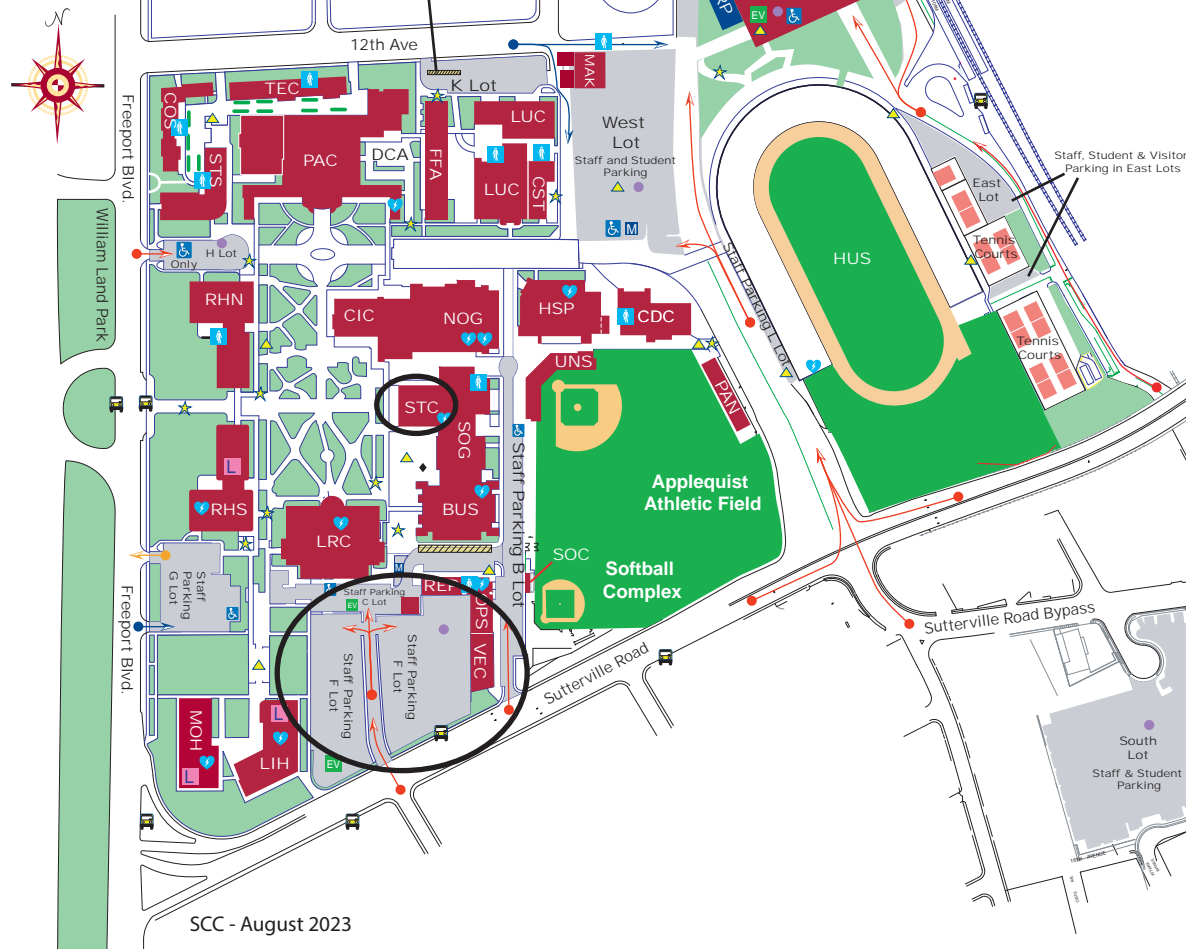 N
RP
EV
12th Ave
MAK
K Lot
TEC
COS
STS
PAC
DCA
FFA
LUC
LUC
CST
West
Lot
Staff and Student
Parking
M
Staff, Student & Visitor
Parking in East Lots
East
Lot
Tennis
Courts
Tennis
Courts
HUS
Staff Parking L Lot
Freeport Blvd.
William Land Park
H Lot
Only
RHN
CIC
NOG
HSP
CDC
UNS
PAN
STC
SOG
Staff Parking B Lot
L
RHS
LRC
BUS
Applequist
Athletic Field
SOC
Softball
Complex
M
Staff
Parking
G Lot
Freeport Blvd.
Staff Parking
C Lot
EV
REF
OPS
VEC
Staff Parking
F Lot
Staff Parking
F Lot
EV
MOH
L
L
LIH
Sutterville Road
Sutterville Road Bypass
South
Lot
Staff & Student
Parking
SCC - August 2023